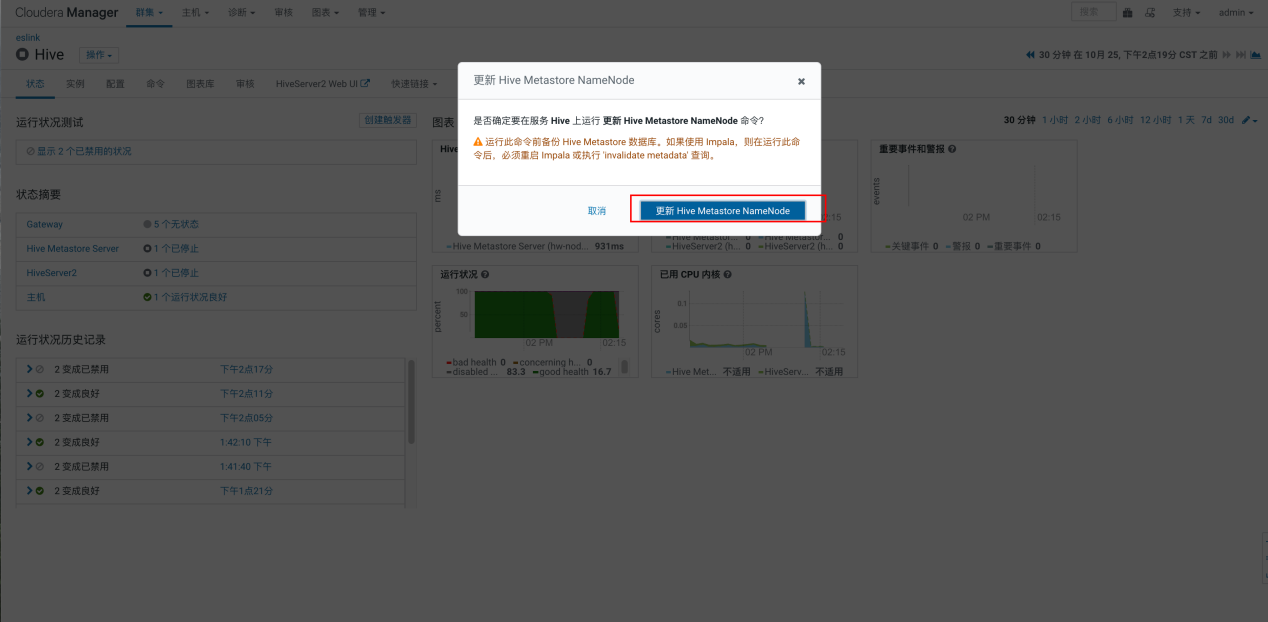 Cloudera Manager 群集 主机 诊断 审核 图表 管理 搜索 支持 admin
eslink
Hive 操作
30 分钟 在 10月 25, 下午2点19分 CST 之前
状态 实例 配置 命令 图表库 审核 HiveServer2 Web UI 快速链接
运行状况测试 创建触发器
显示 2 个已禁用的状况
状态摘要
Gateway 5 个无状态
Hive Metastore Server 1 个已停止
HiveServer2 1 个已停止
主机 1 个运行状况良好
运行状况历史记录
2 变成已禁用 下午2点17分
2 变成良好 下午2点11分
2 变成已禁用 下午2点05分
2 变成良好 1:42:10 下午
2 变成已禁用 1:41:40 下午
2 变成良好 下午1点21分
图表
30 分钟 1 小时 2 小时 6 小时 12 小时 1 天 7d 30d
更新 Hive Metastore NameNode
是否确定要在服务 Hive 上运行 更新 Hive Metastore NameNode 命令?
运行此命令前备份 Hive Metastore 数据库。如果使用 Impala，则在运行此命
令后，必须重启 Impala 或执行 'invalidate metadata' 查询。
取消 更新 Hive Metastore NameNode
Hive
ms
Hive Metastore Server (hw-nod... 931ms
02:15
Hive Metastor... 0 Hive Metastor... 0
HiveServer2 (h... 0 HiveServer2 (h... 0
重要事件和警报
events
02 PM 02:15
关键事件 0 警报 0 重要事件 0
运行状况
percent
100
50
02 PM 02:15
bad health 0 concerning h... 0
disabled ... 83.3 good health 16.7
已用 CPU 内核
cores
0.1
0.05
02 PM 02:15
Hive Met... 不适用 HiveServ... 不适用